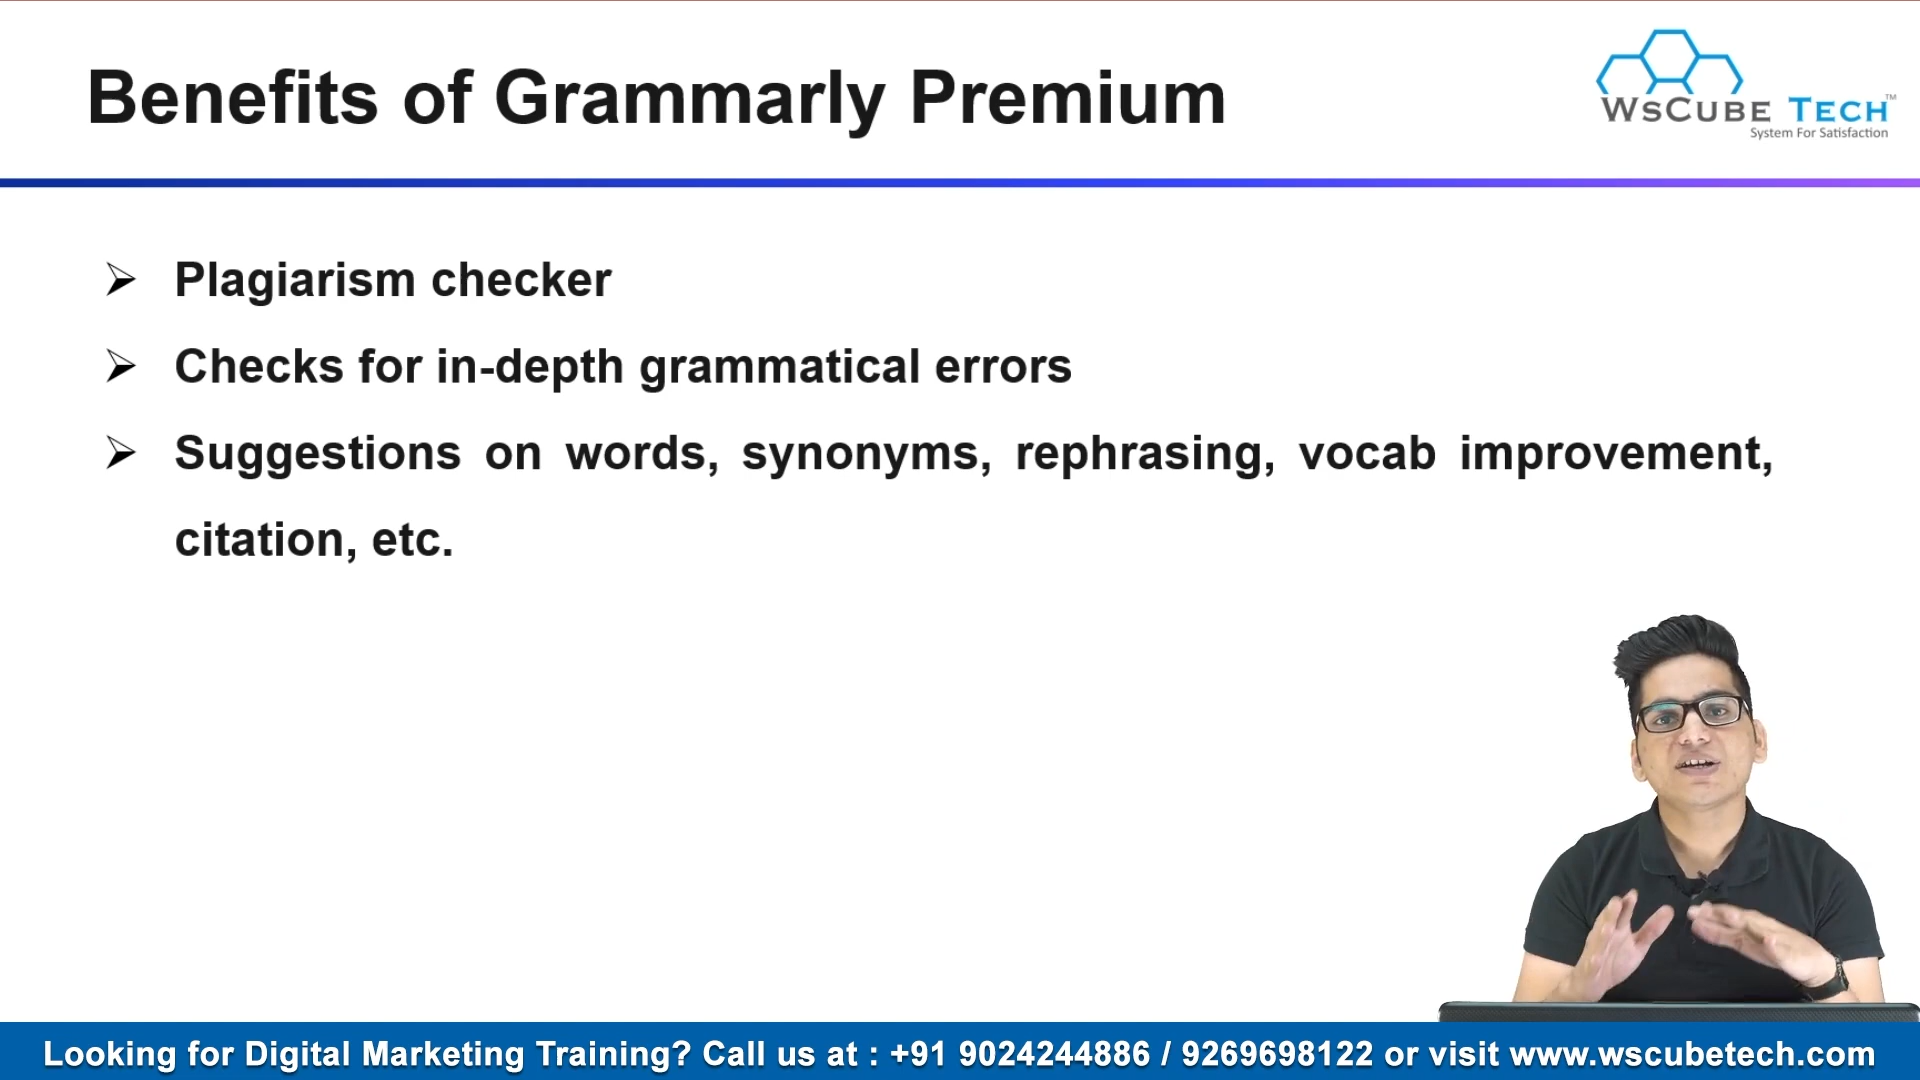 Benefits of Grammarly Premium
WsCube Tech™
System For Satisfaction
Plagiarism checker
Checks for in-depth grammatical errors
Suggestions on words, synonyms, rephrasing, vocab improvement,
citation, etc.
Looking for Digital Marketing Training? Call us at : +91 9024244886 / 9269698122 or visit www.wscubetech.com